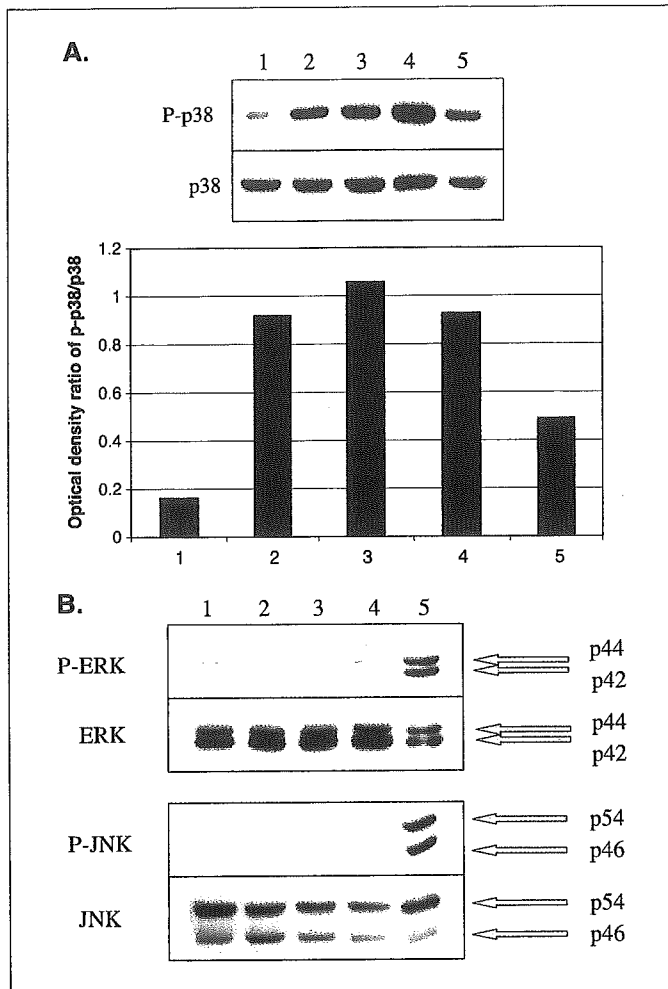 A.
1 2 3 4 5
P-p38
p38
Optical density ratio of p-p38/p38
1.2
1
0.8
0.6
0.4
0.2
0
1 2 3 4 5
B.
1 2 3 4 5
P-ERK
p44
p42
ERK
p44
p42
P-JNK
p54
p46
JNK
p54
p46